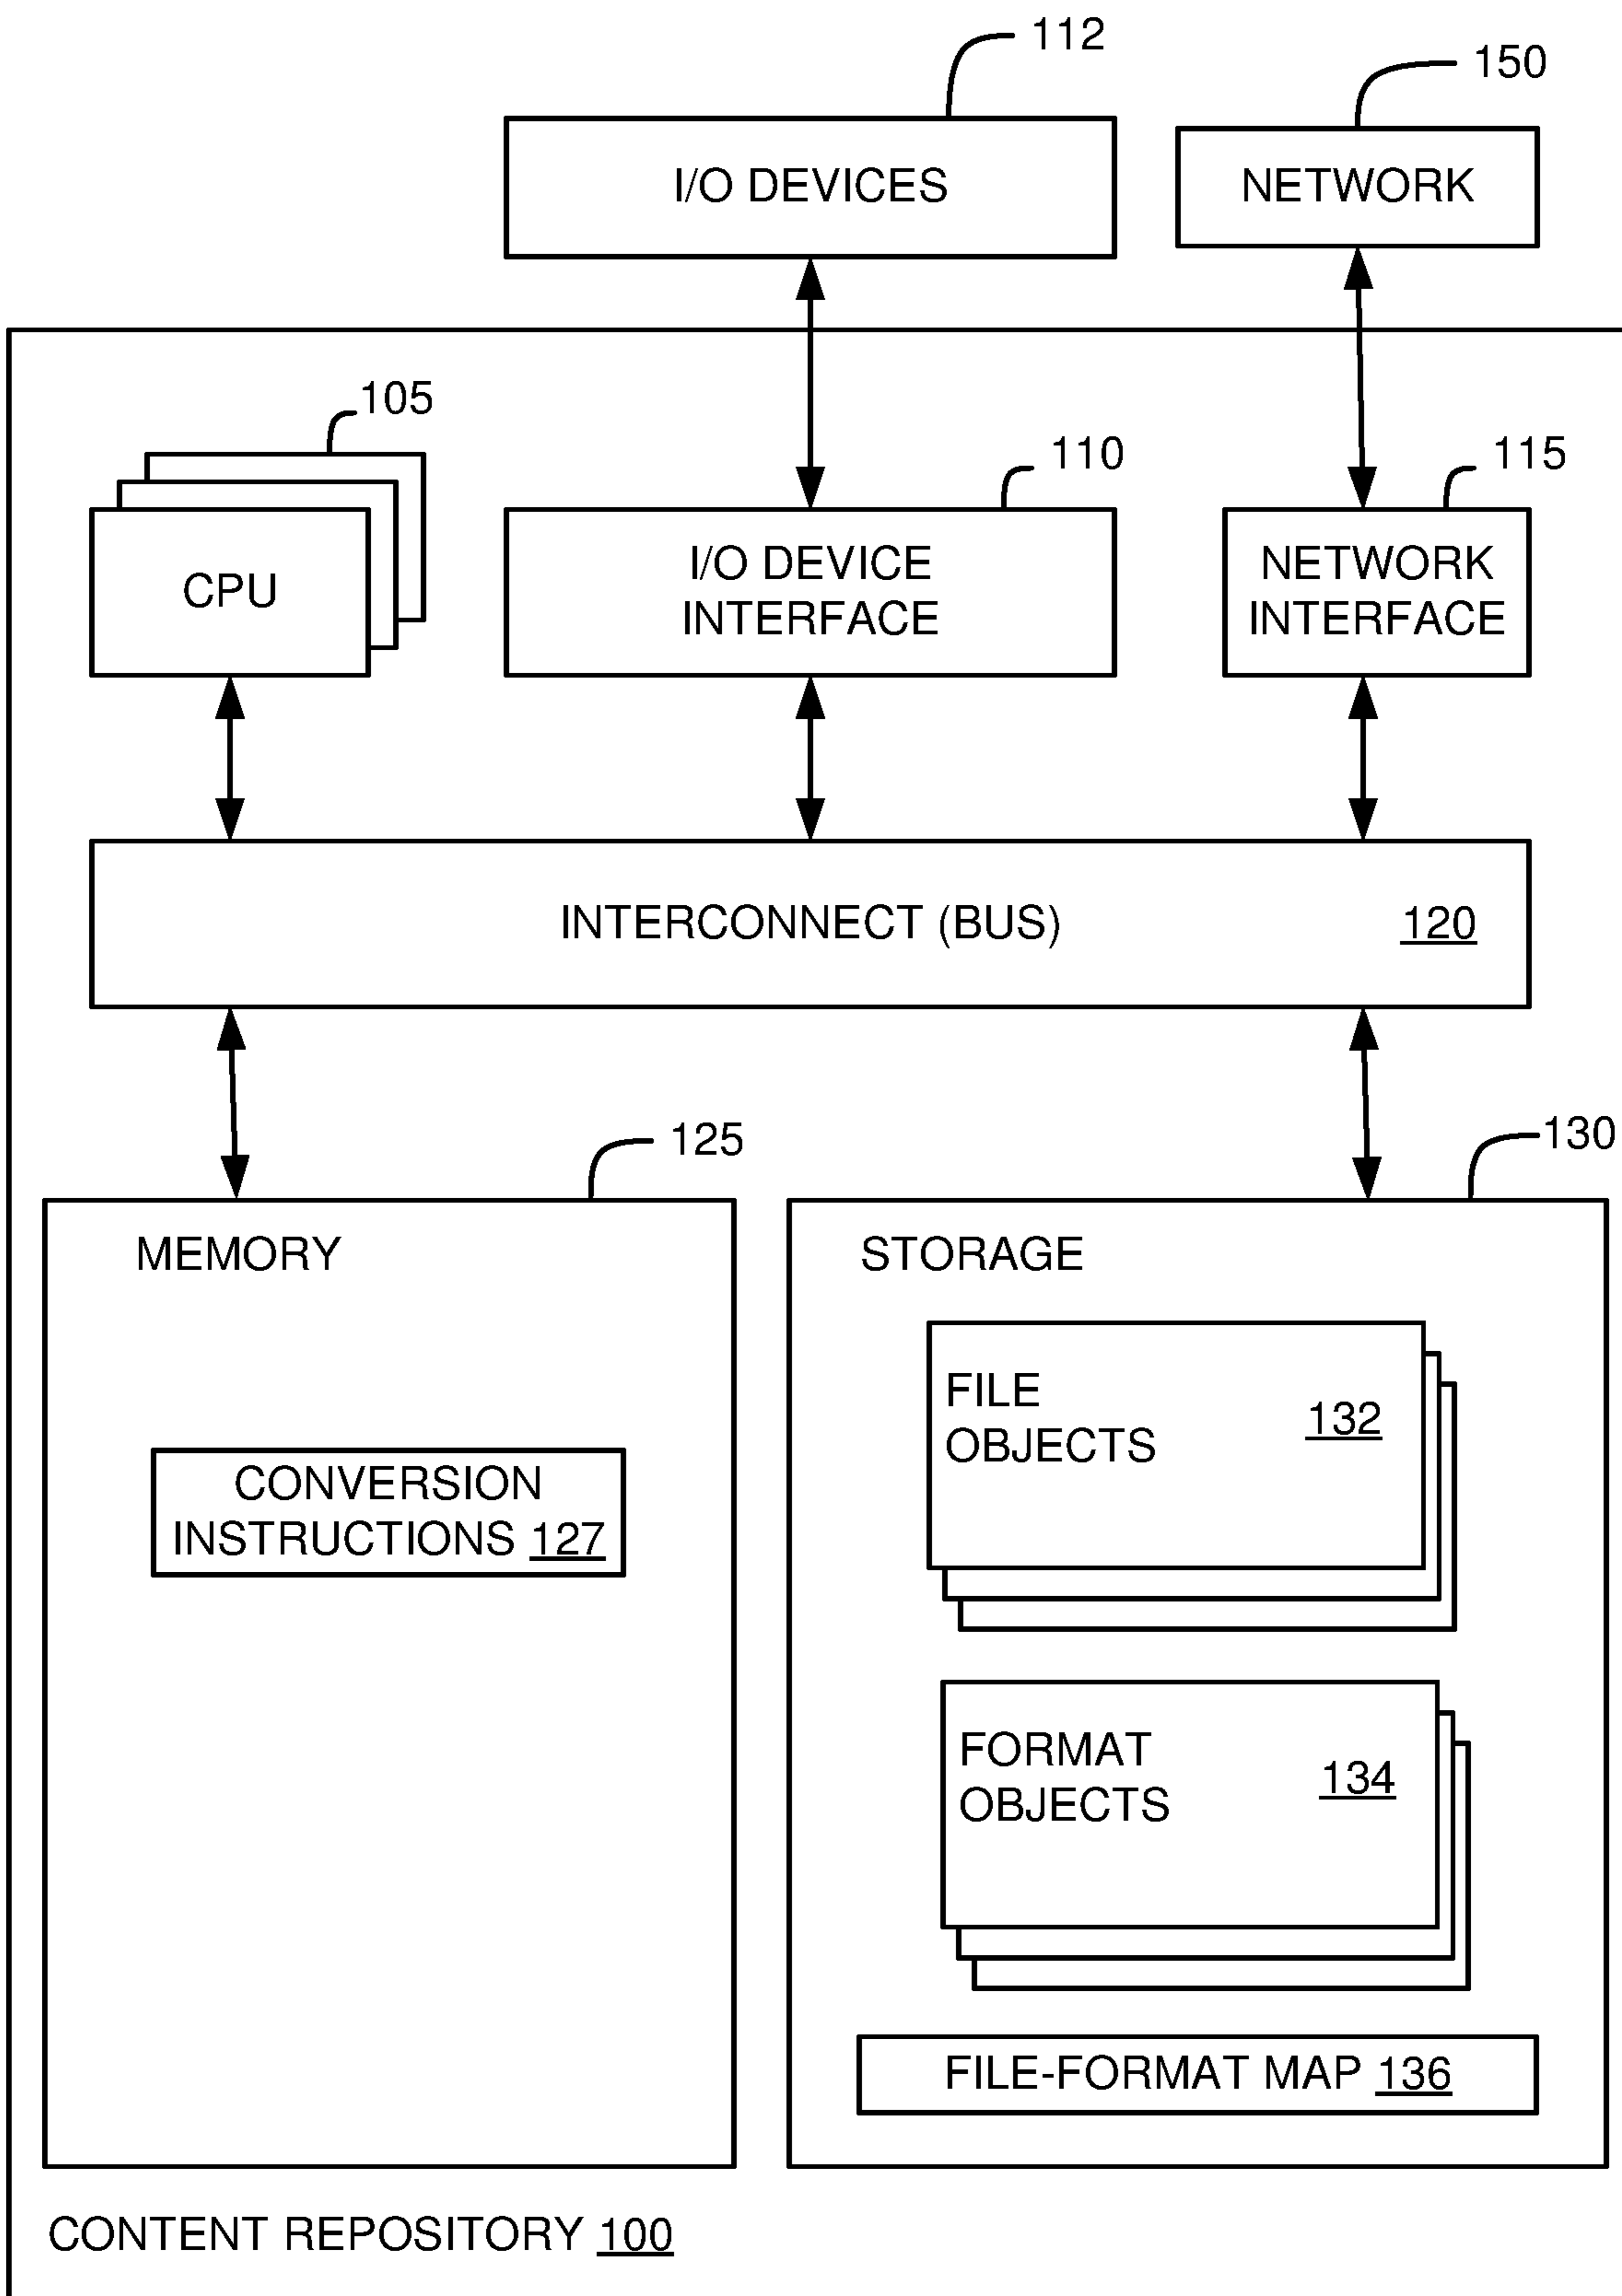 112
150
I/O DEVICES
NETWORK
105
110
115
CPU
I/O DEVICE
INTERFACE
NETWORK
INTERFACE
INTERCONNECT (BUS)
120
125
130
MEMORY
STORAGE
FILE
OBJECTS
132
CONVERSION
INSTRUCTIONS 127
FORMAT
OBJECTS
134
FILE-FORMAT MAP 136
CONTENT REPOSITORY 100